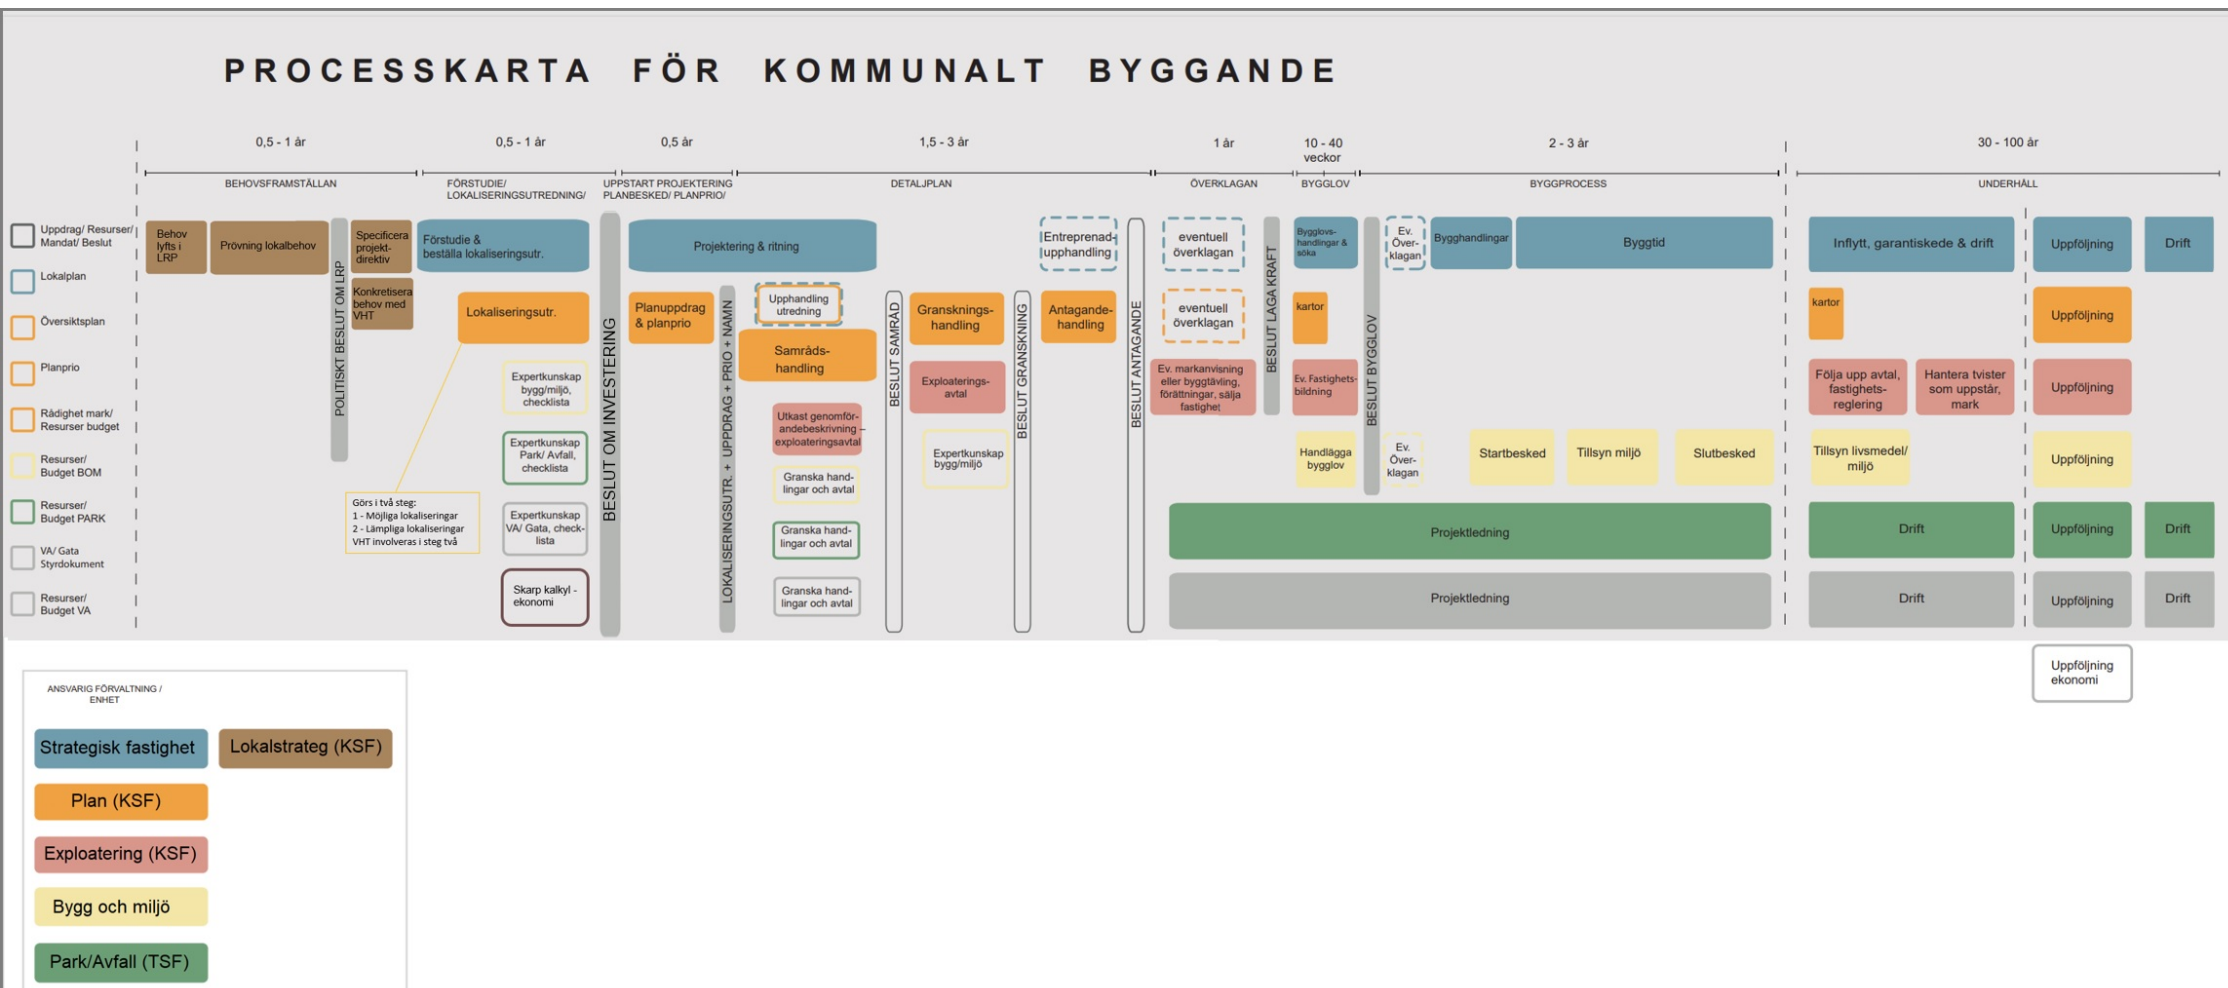 PROCESSKARTA FÖR KOMMUNALT BYGGANDE
0,5 - 1 år
0,5 - 1 år
0,5 år
1,5 - 3 år
1 år
10 - 40
veckor
2 - 3 år
30 - 100 år
BEHOVSFRAMSTÄLLAN
FÖRSTUDIE/
LOKALISERINGSUTREDNING/
UPPSTART PROJEKTERING
PLANBESKED/ PLANPRIO/
DETALJPLAN
ÖVERKLAGAN
BYGGLOV
BYGGPROCESS
UNDERHÅLL
Uppdrag/ Resurser/
Mandat/ Beslut
Lokalplan
Översiktsplan
Planprio
Rådighet mark/
Resurser budget
Resurser/
Budget BOM
Resurser/
Budget PARK
VA/ Gata
Styrdokument
Resurser/
Budget VA
Behov
lyfts i
LRP
Prövning lokalbehov
POLITISKT BESLUT OM LRP
Specificera
projekt-
direktiv
Konkretisera
behov med
VHT
Förstudie &
beställa lokaliseringsutr.
Lokaliseringsutr.
Expertkunskap
bygg/miljö,
checklista
Expertkunskap
Park/ Avfall,
checklista
Expertkunskap
VA/ Gata, check-
lista
Skarp kalkyl -
ekonomi
Görs i två steg:
1 - Möjliga lokaliseringar
2 - Lämpliga lokaliseringar
VHT involveras i steg två
BESLUT OM INVESTERING
Projektering & ritning
Planuppdrag
& planprio
LOKALISERINGSUTR. + UPPDRAG + PRIO + NAMN
Upphandling
utredning
Samråds-
handling
Utkast genomför-
andebeskrivning –
exploateringsavtal
Granska hand-
lingar och avtal
Granska hand-
lingar och avtal
Granska hand-
lingar och avtal
BESLUT SAMRÅD
Gransknings-
handling
Exploaterings-
avtal
Expertkunskap
bygg/miljö
BESLUT GRANSKNING
Entreprenad-
upphandling
Antagande-
handling
BESLUT ANTAGANDE
eventuell
överklagan
eventuell
överklagan
Ev. markanvisning
eller byggtävling,
förättningar, sälja
fastighet
BESLUT LAGA KRAFT
Bygglovs-
handlingar &
söka
kartor
Ev. Fastighets-
bildning
Handlägga
bygglov
BESLUT BYGGLOV
Ev.
Över-
klagan
Ev.
Över-
klagan
Bygghandlingar
Byggtid
Startbesked
Tillsyn miljö
Slutbesked
Projektledning
Projektledning
Inflytt, garantiskede & drift
kartor
Följa upp avtal,
fastighets-
reglering
Hantera tvister
som uppstår,
mark
Tillsyn livsmedel/
miljö
Drift
Drift
Uppföljning
Uppföljning
Uppföljning
Uppföljning
Uppföljning
Uppföljning
Uppföljning
ekonomi
Drift
Drift
Drift
ANSVARIG FÖRVALTNING /
ENHET
Strategisk fastighet
Lokalstrateg (KSF)
Plan (KSF)
Exploatering (KSF)
Bygg och miljö
Park/Avfall (TSF)